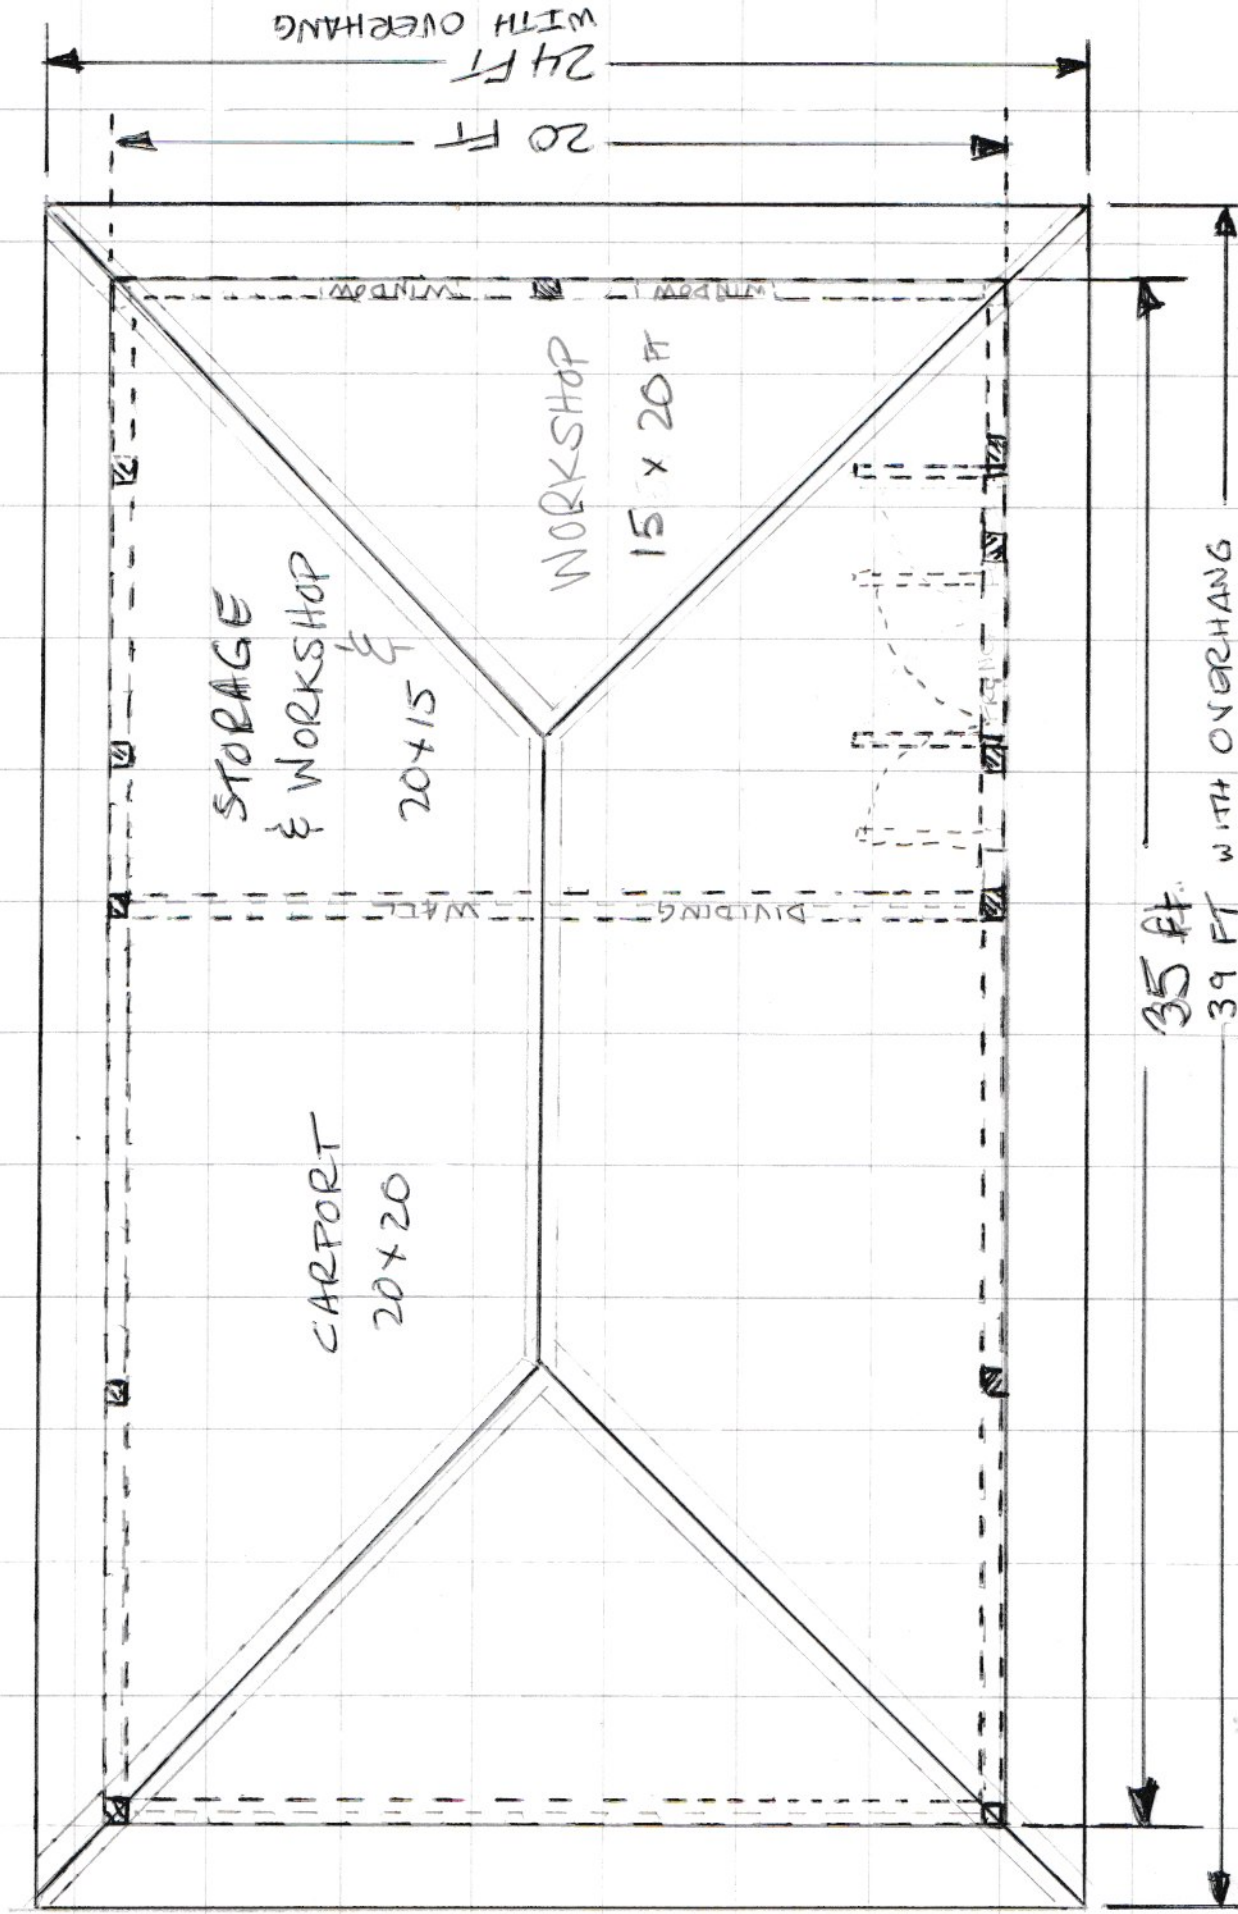 24 FT
WITH OVERHANG
20 FT
WINDOW
WINDOW
WORKSHOP
15 x 20 FT
STORAGE
& WORKSHOP
&
20 x 15
DIVIDING WALL
CARPORT
20 x 20
35 ft.
39 FT WITH OVERHANG